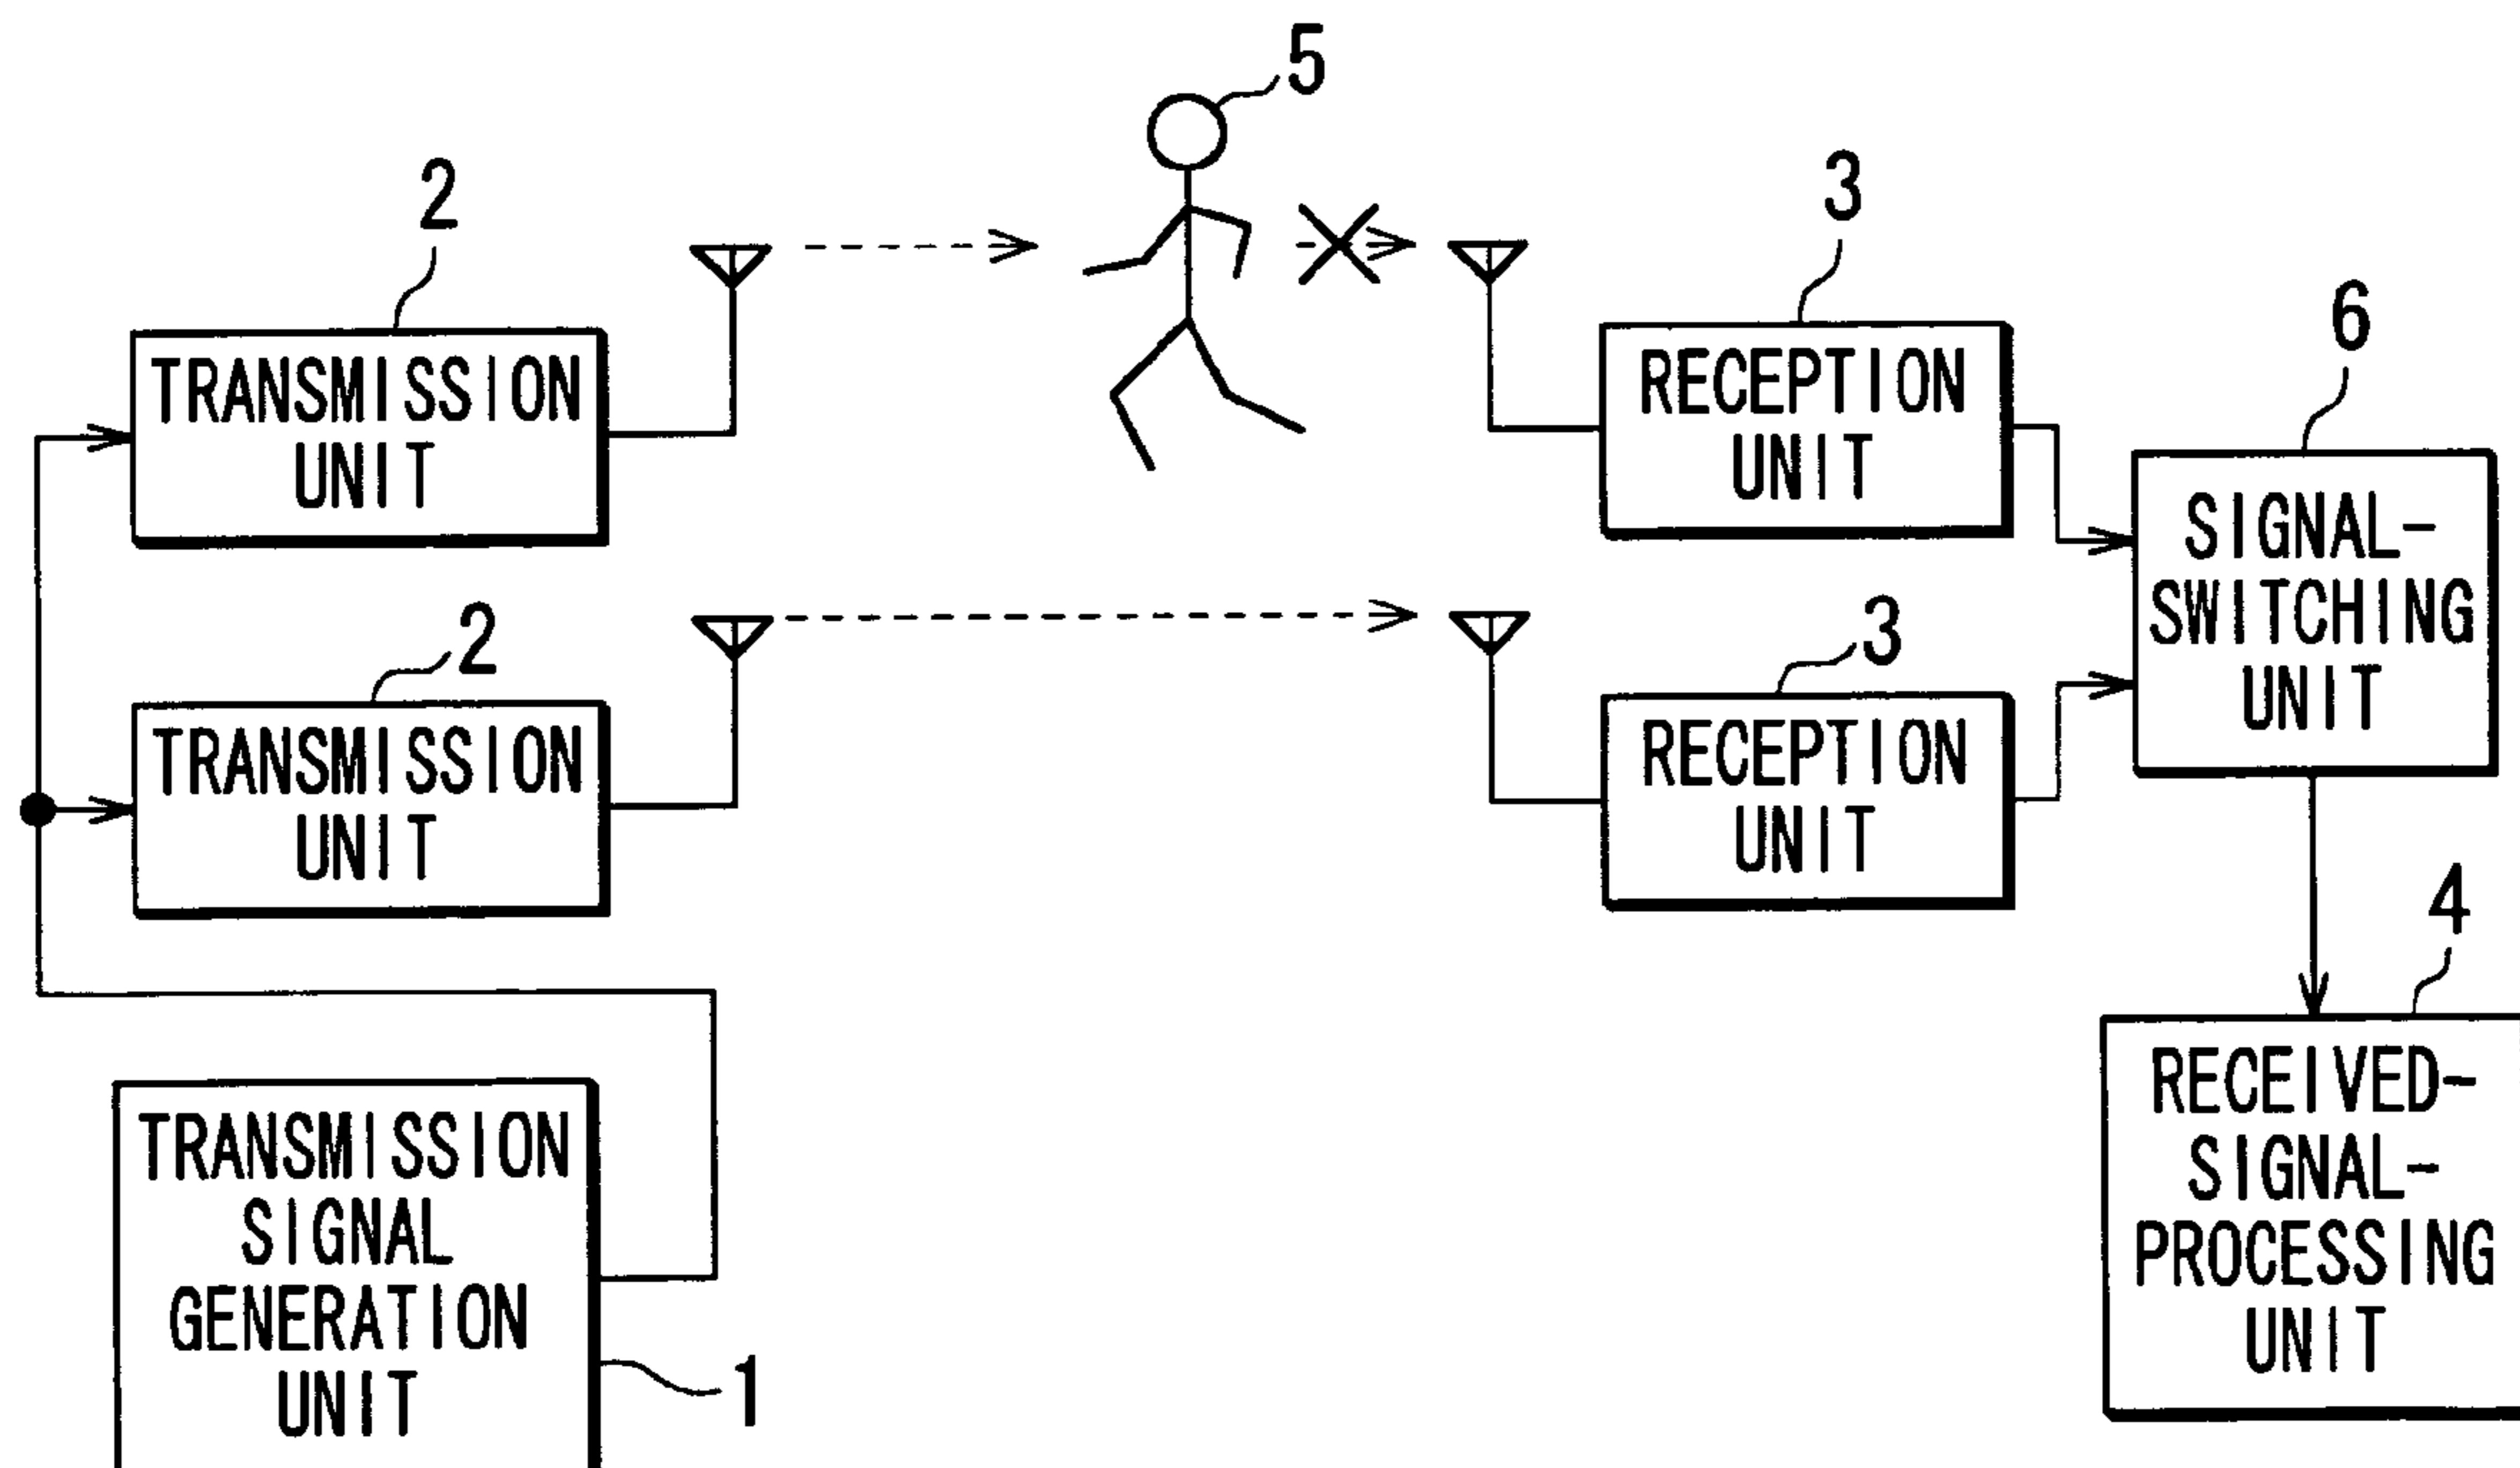 5
2
3
TRANSMISSION
UNIT
RECEPTION
UNIT
6
SIGNAL-
SWITCHING
UNIT
2
3
TRANSMISSION
UNIT
RECEPTION
UNIT
4
TRANSMISSION
SIGNAL
GENERATION
UNIT
1
RECEIVED-
SIGNAL-
PROCESSING
UNIT